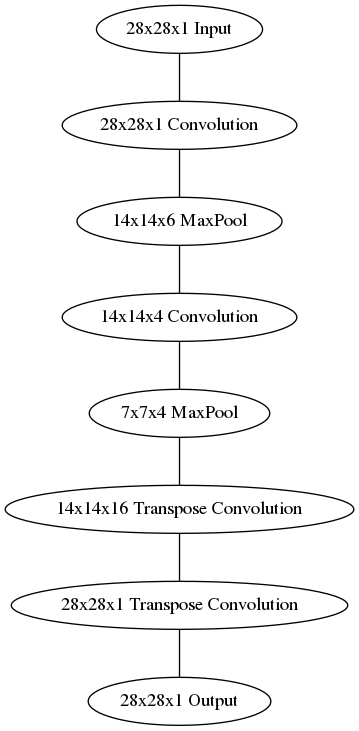 28x28x1 Input
28x28x1 Convolution
14x14x6 MaxPool
14x14x4 Convolution
7x7x4 MaxPool
14x14x16 Transpose Convolution
28x28x1 Transpose Convolution
28x28x1 Output